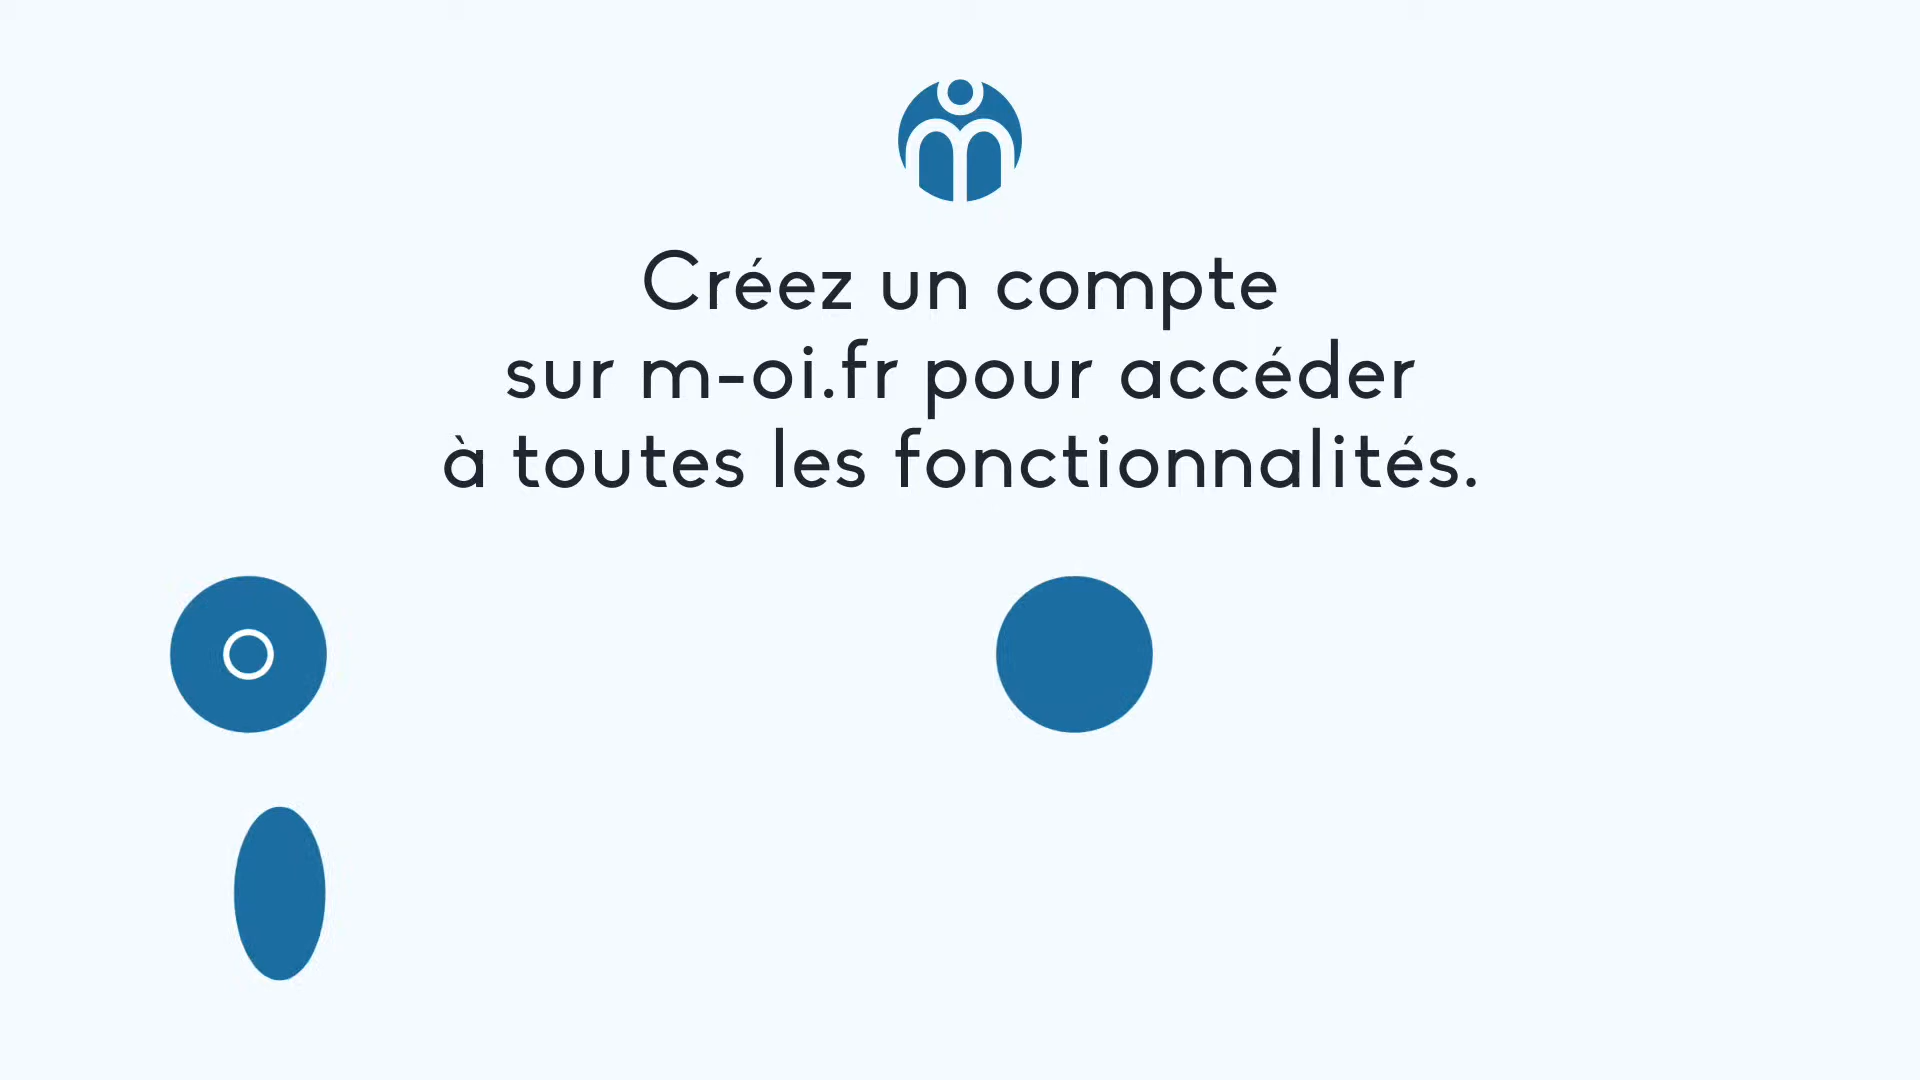 Créez un compte
sur m-oi.fr pour accéder
à toutes les fonctionnalités.